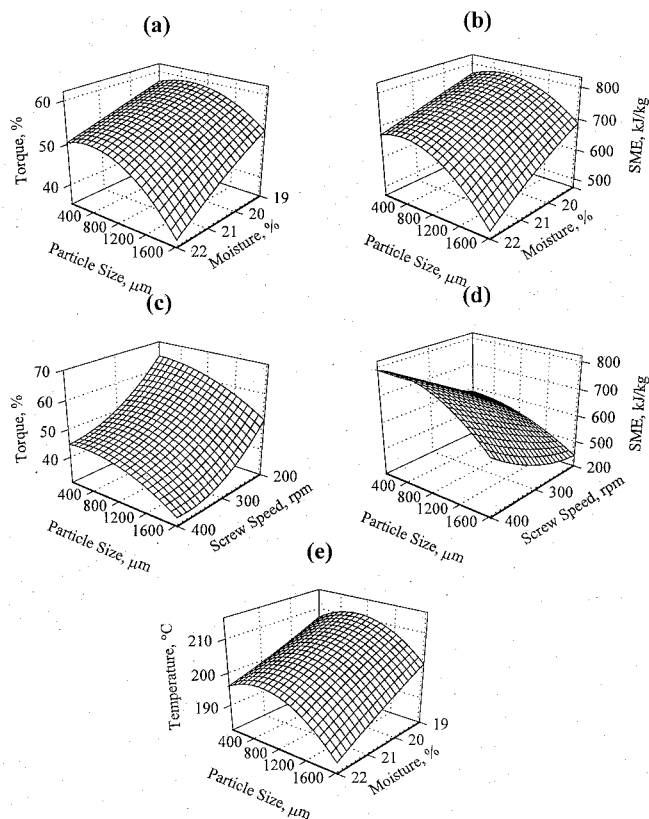 (a)
60
50
40
Torque, %
400
800
1200
1600
Particle Size, μm
22
21
20
19
Moisture, %
(b)
800
700
600
500
SME, kJ/kg
400
800
1200
1600
Particle Size, μm
22
21
20
Moisture, %
(c)
70
60
50
40
Torque, %
400
800
1200
1600
Particle Size, μm
400
300
200
Screw Speed, rpm
(d)
800
700
600
500
SME, kJ/kg
400
800
1200
1600
Particle Size, μm
400
300
200
Screw Speed, rpm
(e)
210
200
190
Temperature, °C
400
800
1200
1600
Particle Size, μm
22
21
20
19
Moisture, %